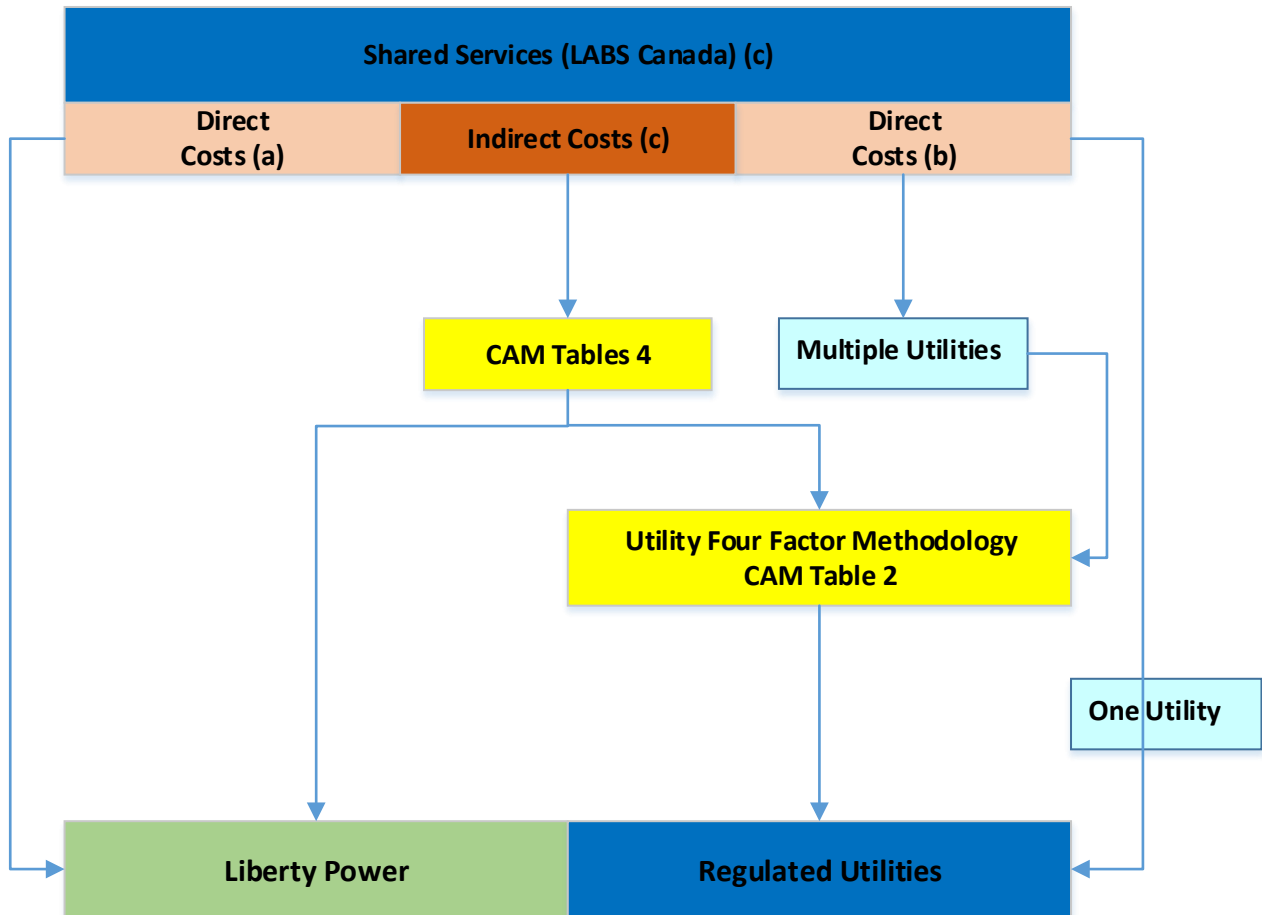 Shared Services (LABS Canada) (c)
Direct
Costs (a)
Indirect Costs (c)
Direct
Costs (b)
CAM Tables 4
Multiple Utilities
Utility Four Factor Methodology
CAM Table 2
One Utility
Liberty Power
Regulated Utilities